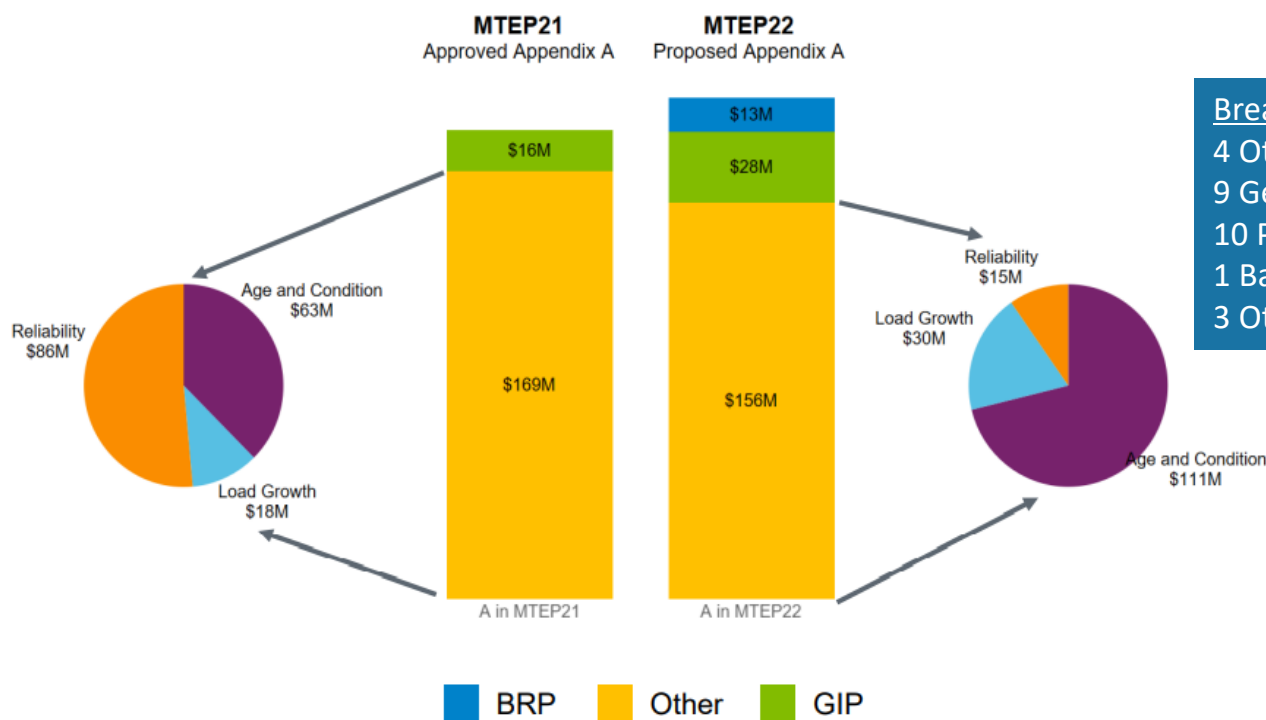 MTEP21
Approved Appendix A
MTEP22
Proposed Appendix A
$13M
$16M
$28M
4
9
10
1
3
Reliability
$15M
Age and Condition
$63M
Load Growth
$30M
Reliability
$86M
$169M
$156M
Age and Condition
$111M
Load Growth
$18M
A in MTEP21
A in MTEP22
BRP
Other
GIP